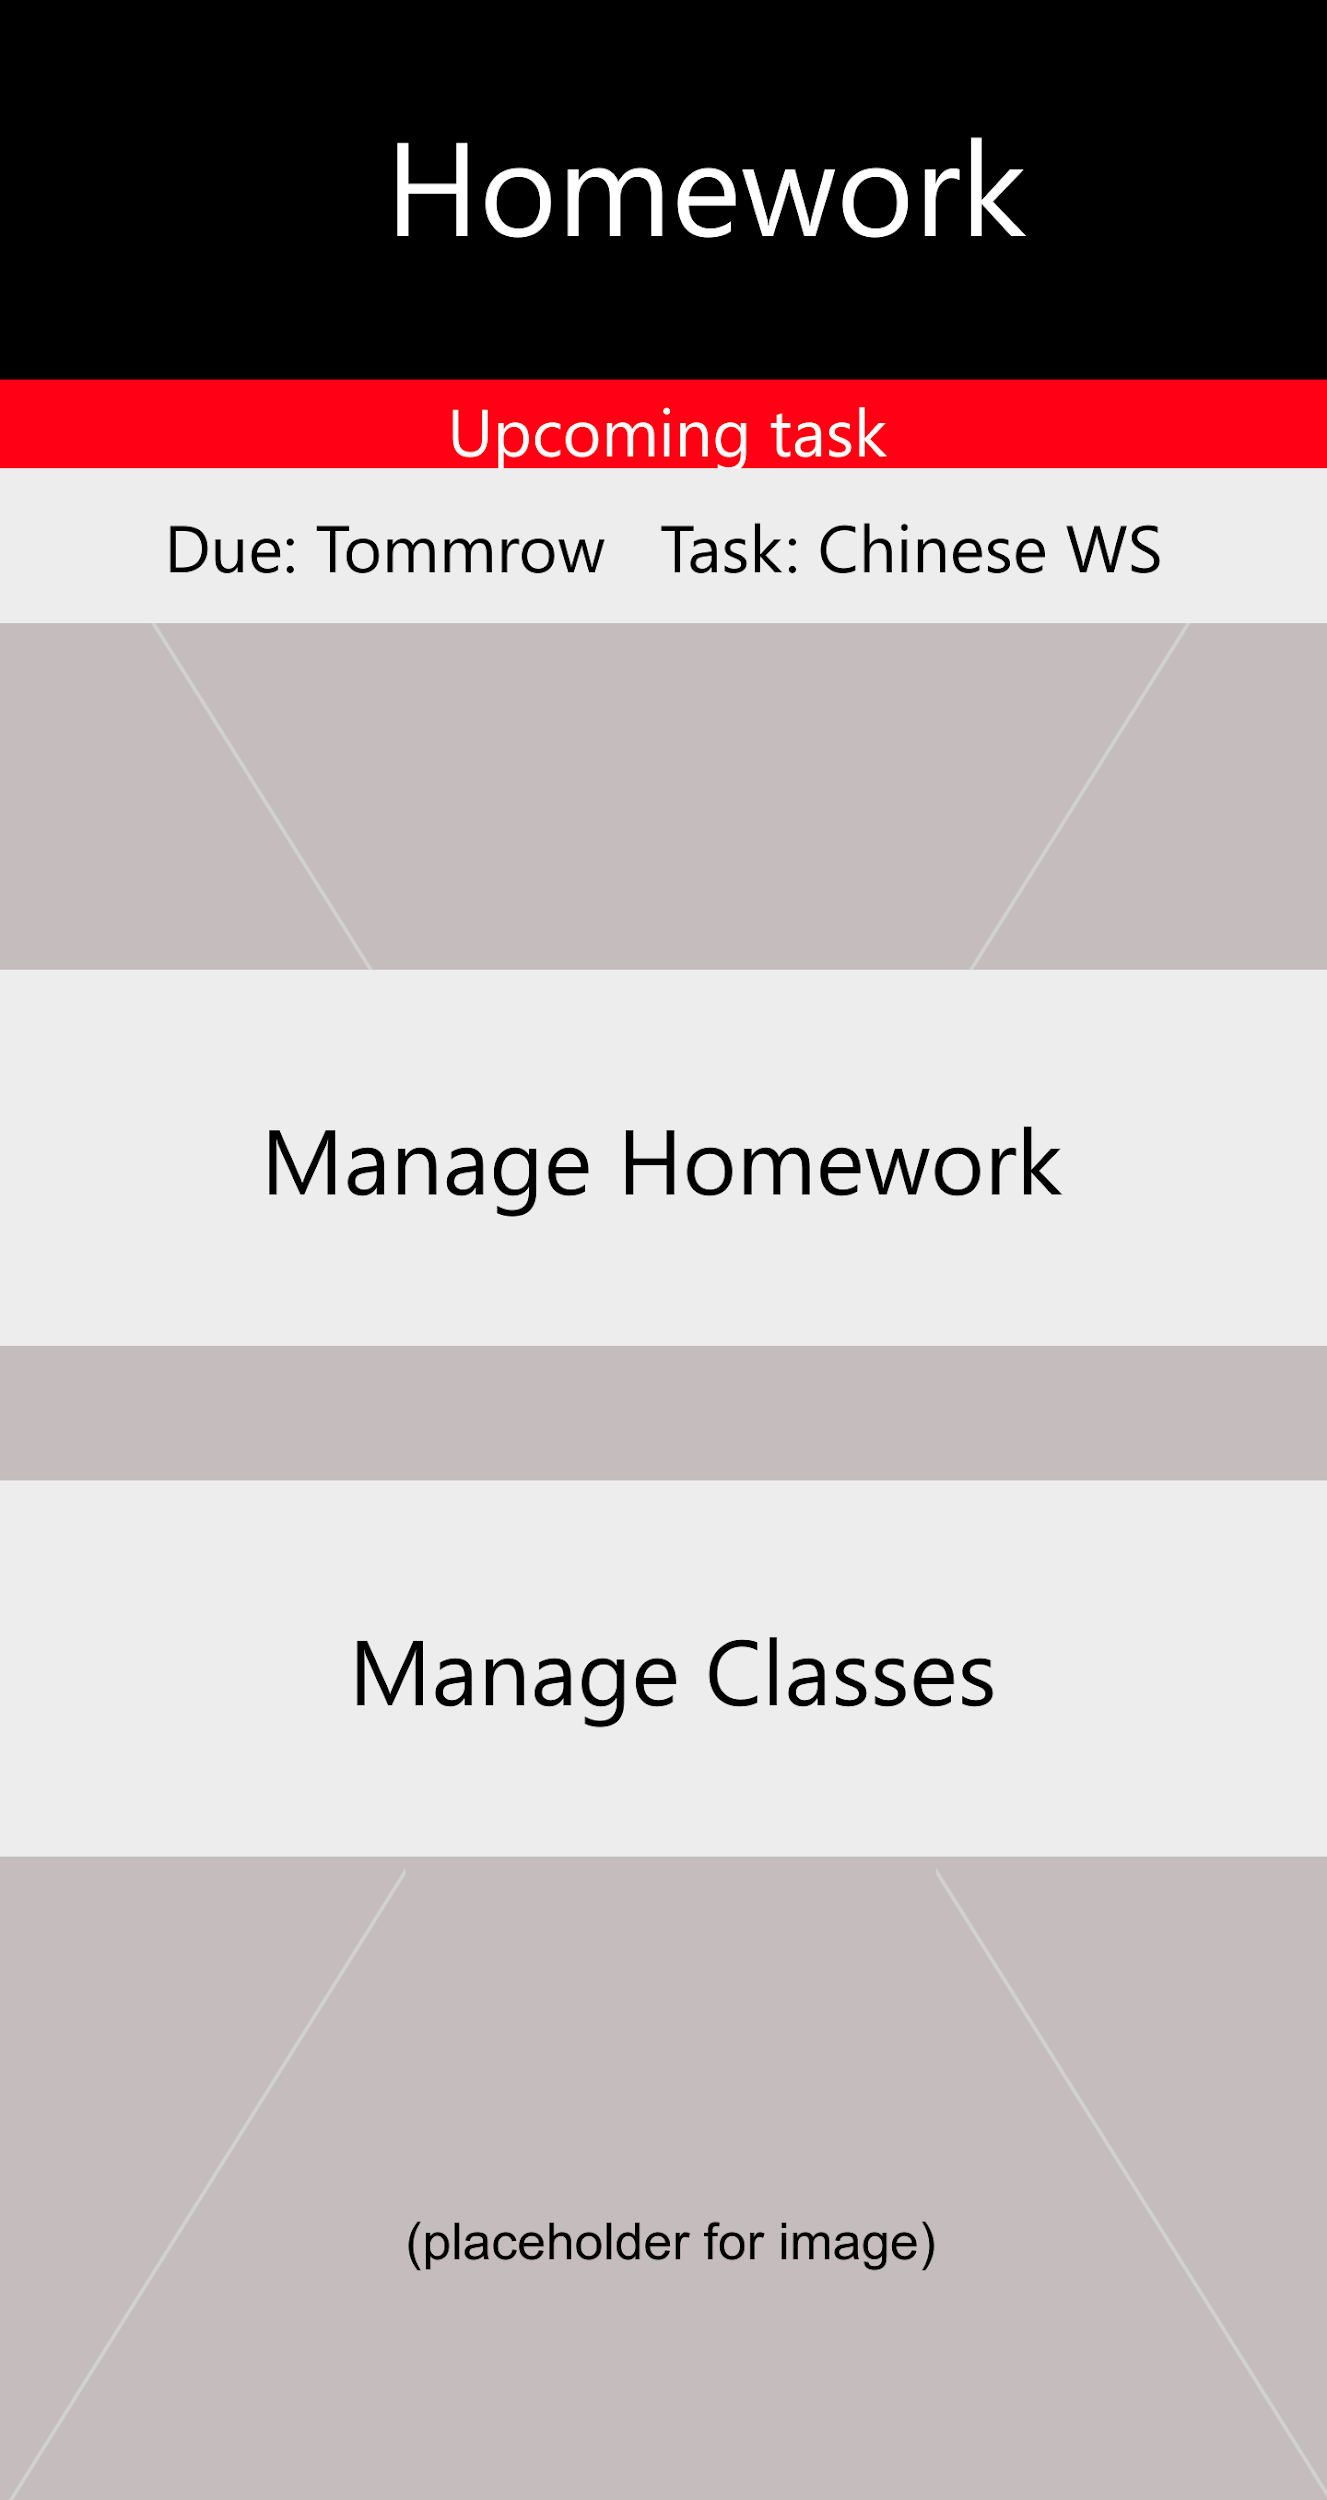 Homework
Upcoming task
Due: Tommrow Task: Chinese WS
Manage Homework
Manage Classes
(placeholder for image)